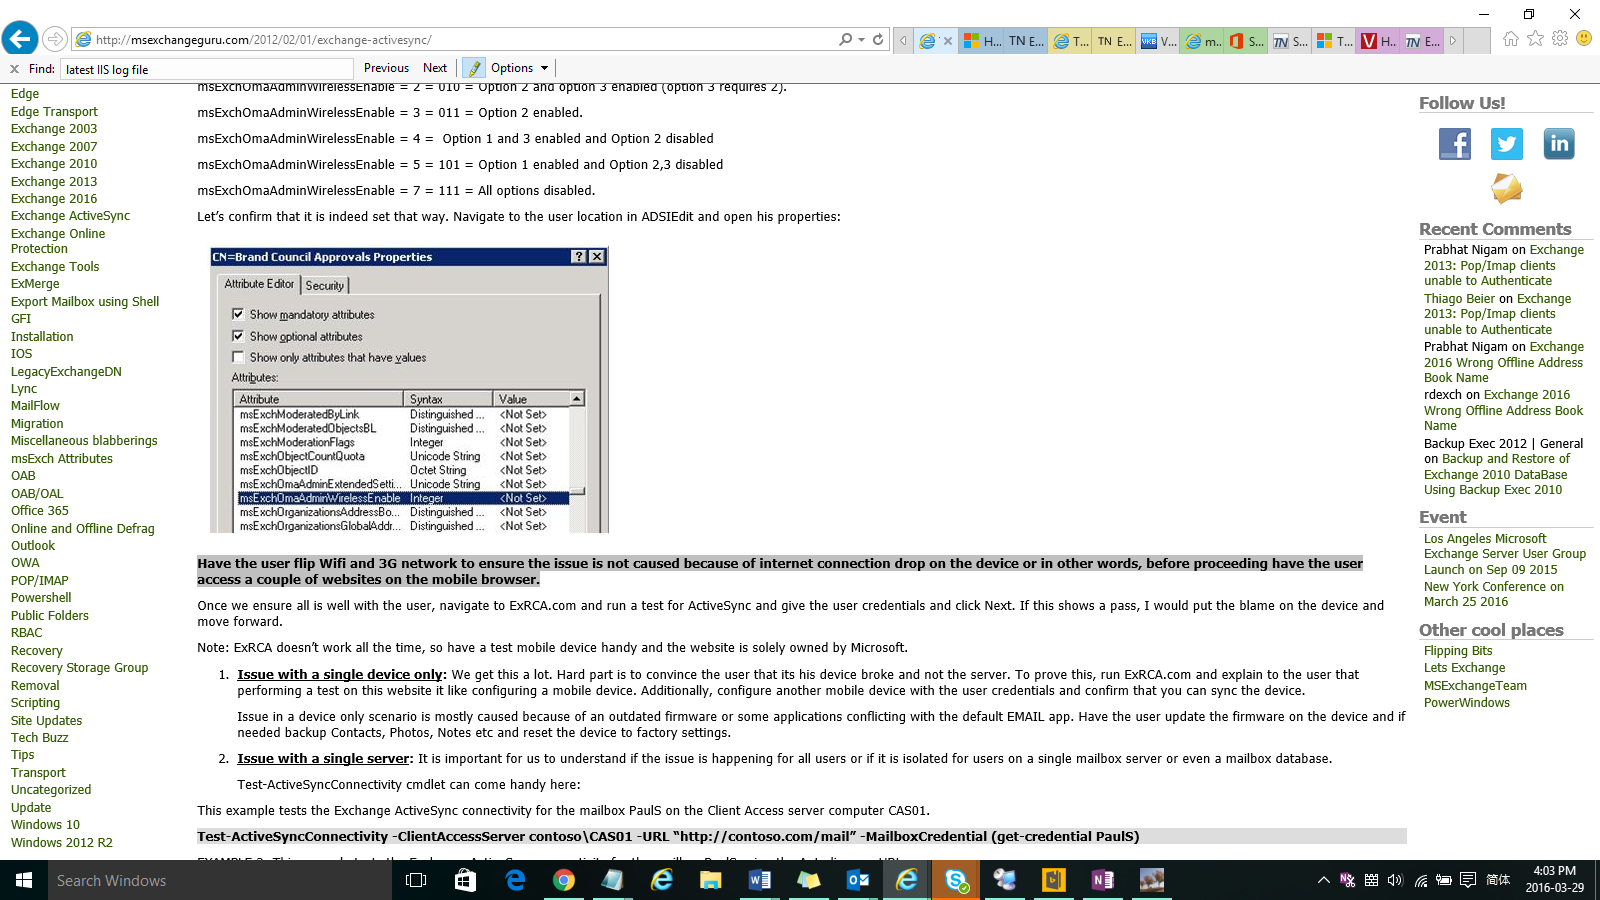 http://msexchangeguru.com/2012/02/01/exchange-activesync/
T
H...
TN E...
T...
TN E...
VKB V...
m...
S...
TN S...
T...
V H..
TN E...
x Find: latest IIS log file Previous Next Options
Edge
Edge Transport
Exchange 2003
Exchange 2007
Exchange 2010
Exchange 2013
Exchange 2016
Exchange ActiveSync
Exchange Online
Protection
Exchange Tools
ExMerge
Export Mailbox using Shell
GFI
Installation
IOS
LegacyExchangeDN
Lync
MailFlow
Migration
Miscellaneous blabberings
msExch Attributes
OAB
OAB/OAL
Office 365
Online and Offline Defrag
Outlook
OWA
POP/IMAP
Powershell
Public Folders
RBAC
Recovery
Recovery Storage Group
Removal
Scripting
Site Updates
Tech Buzz
Tips
Transport
Uncategorized
Update
Windows 10
Windows 2012 R2
msExchOmaAdminWirelessEnable = 2 = 010 = Option 2 and option 3 enabled (option 3 requires 2).
msExchOmaAdminWirelessEnable = 3 = 011 = Option 2 enabled.
msExchOmaAdminWirelessEnable = 4 = Option 1 and 3 enabled and Option 2 disabled
msExchOmaAdminWirelessEnable = 5 = 101 = Option 1 enabled and Option 2,3 disabled
msExchOmaAdminWirelessEnable = 7 = 111 = All options disabled.
Let's confirm that it is indeed set that way. Navigate to the user location in ADSIEdit and open his properties:
CN=Brand Council Approvals Properties
Attribute Editor Security
Show mandatory attributes
Show optional attributes
Show only attributes that have values
Attributes:
Attribute Syntax Value
msExchModeratedByLink Distinguished ... <Not Set>
msExchModeratedObjectsBL Distinguished ... <Not Set>
msExchModerationFlags Integer <Not Set>
msExchObjectCountQuota Unicode String <Not Set>
msExchObjectID Octet String <Not Set>
msExchOmaAdminExtendedSetti... Unicode String <Not Set>
msExchOmaAdminWirelessEnable Integer <Not Set>
msExchOrganizationsAddressBo... Distinguished ... <Not Set>
msExchOrganizationsGlobalAddr... Distinguished ... <Not Set>
Have the user flip Wifi and 3G network to ensure the issue is not caused because of internet connection drop on the device or in other words, before proceeding have the user
access a couple of websites on the mobile browser.
Once we ensure all is well with the user, navigate to ExRCA.com and run a test for ActiveSync and give the user credentials and click Next. If this shows a pass, I would put the blame on the device and
move forward.
Note: ExRCA doesn't work all the time, so have a test mobile device handy and the website is solely owned by Microsoft.
1. Issue with a single device only: We get this a lot. Hard part is to convince the user that its his device broke and not the server. To prove this, run ExRCA.com and explain to the user that
performing a test on this website it like configuring a mobile device. Additionally, configure another mobile device with the user credentials and confirm that you can sync the device.
Issue in a device only scenario is mostly caused because of an outdated firmware or some applications conflicting with the default EMAIL app. Have the user update the firmware on the device and if
needed backup Contacts, Photos, Notes etc and reset the device to factory settings.
2. Issue with a single server: It is important for us to understand if the issue is happening for all users or if it is isolated for users on a single mailbox server or even a mailbox database.
Test-ActiveSyncConnectivity cmdlet can come handy here:
This example tests the Exchange ActiveSync connectivity for the mailbox PaulS on the Client Access server computer CAS01.
Test-ActiveSyncConnectivity -ClientAccessServer contoso\CAS01 -URL “http://contoso.com/mail” -MailboxCredential (get-credential PaulS)
Follow Us!
Recent Comments
Prabhat Nigam on Exchange
2013: Pop/Imap clients
unable to Authenticate
Thiago Beier on Exchange
2013: Pop/Imap clients
unable to Authenticate
Prabhat Nigam on Exchange
2016 Wrong Offline Address
Book Name
rdexch on Exchange 2016
Wrong Offline Address Book
Name
Backup Exec 2012 | General
on Backup and Restore of
Exchange 2010 DataBase
Using Backup Exec 2010
Event
Los Angeles Microsoft
Exchange Server User Group
Launch on Sep 09 2015
New York Conference on
March 25 2016
Other cool places
Flipping Bits
Lets Exchange
MSExchangeTeam
PowerWindows
Search Windows
简体
4:03 PM
2016-03-29